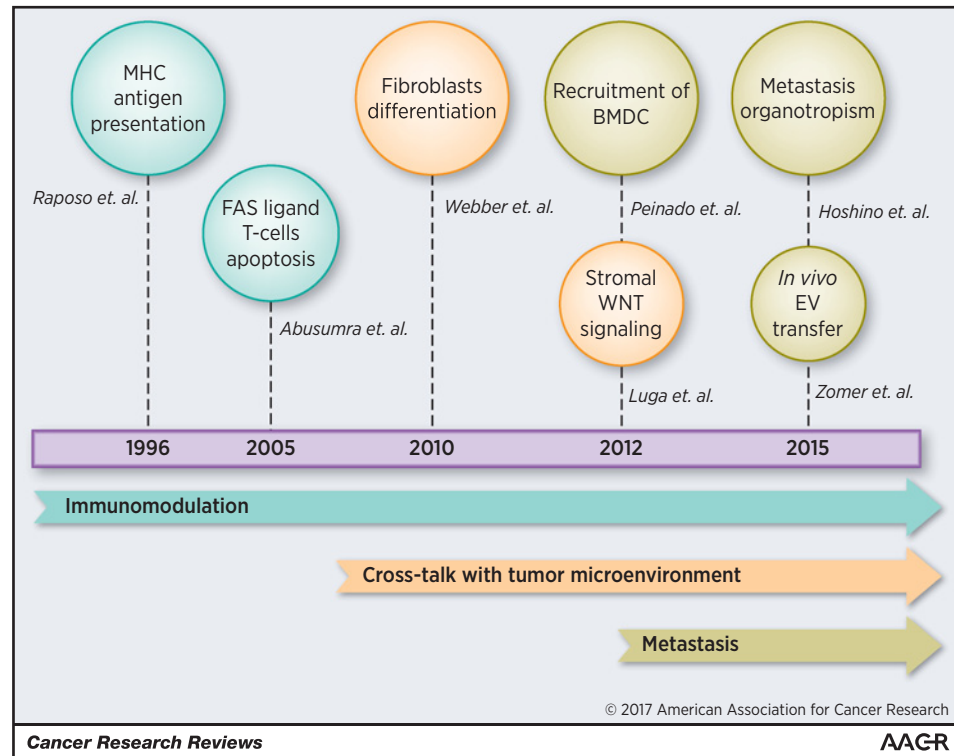 MHC
antigen
presentation
Raposo et. al.
FAS ligand
T-cells
apoptosis
Abusumra et. al.
Fibroblasts
differentiation
Webber et. al.
Recruitment of
BMDC
Peinado et. al.
Stromal
WNT
signaling
Luga et. al.
Metastasis
organotropism
Hoshino et. al.
In vivo
EV
transfer
Zomer et. al.
1996 2005 2010 2012 2015
Immunomodulation
Cross-talk with tumor microenvironment
Metastasis
© 2017 American Association for Cancer Research
Cancer Research Reviews
AACR